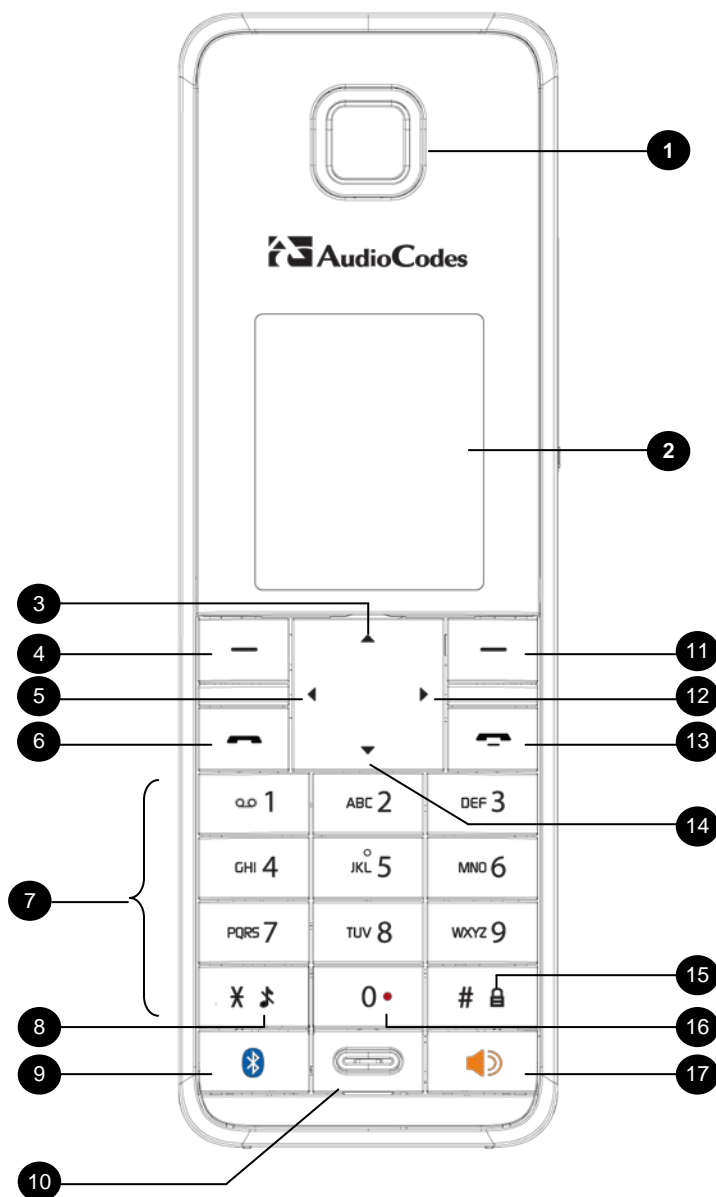 1
AudioCodes
2
3
4
11
5
12
6
13
1
ABC 2
DEF 3
14
GHI 4
JKL 5
MNO 6
7
PQRS 7
TUV 8
WXYZ 9
15
*
0
#
8
16
9
17
10